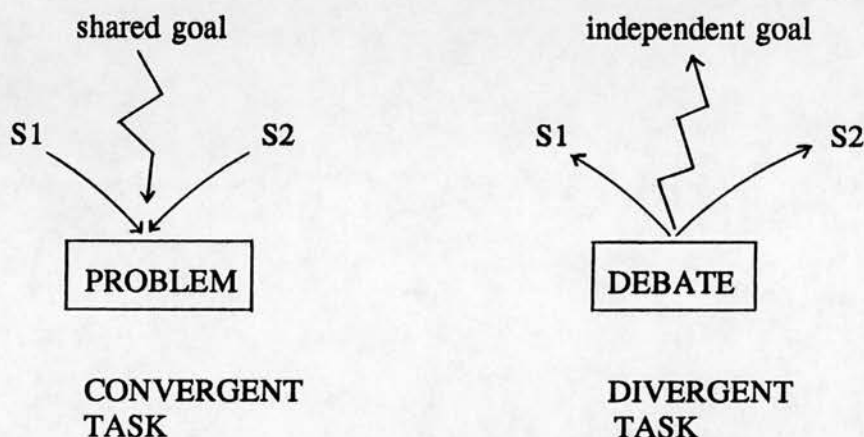 shared goal
S1
S2
PROBLEM
CONVERGENT
TASK
independent goal
S1
S2
DEBATE
DIVERGENT
TASK